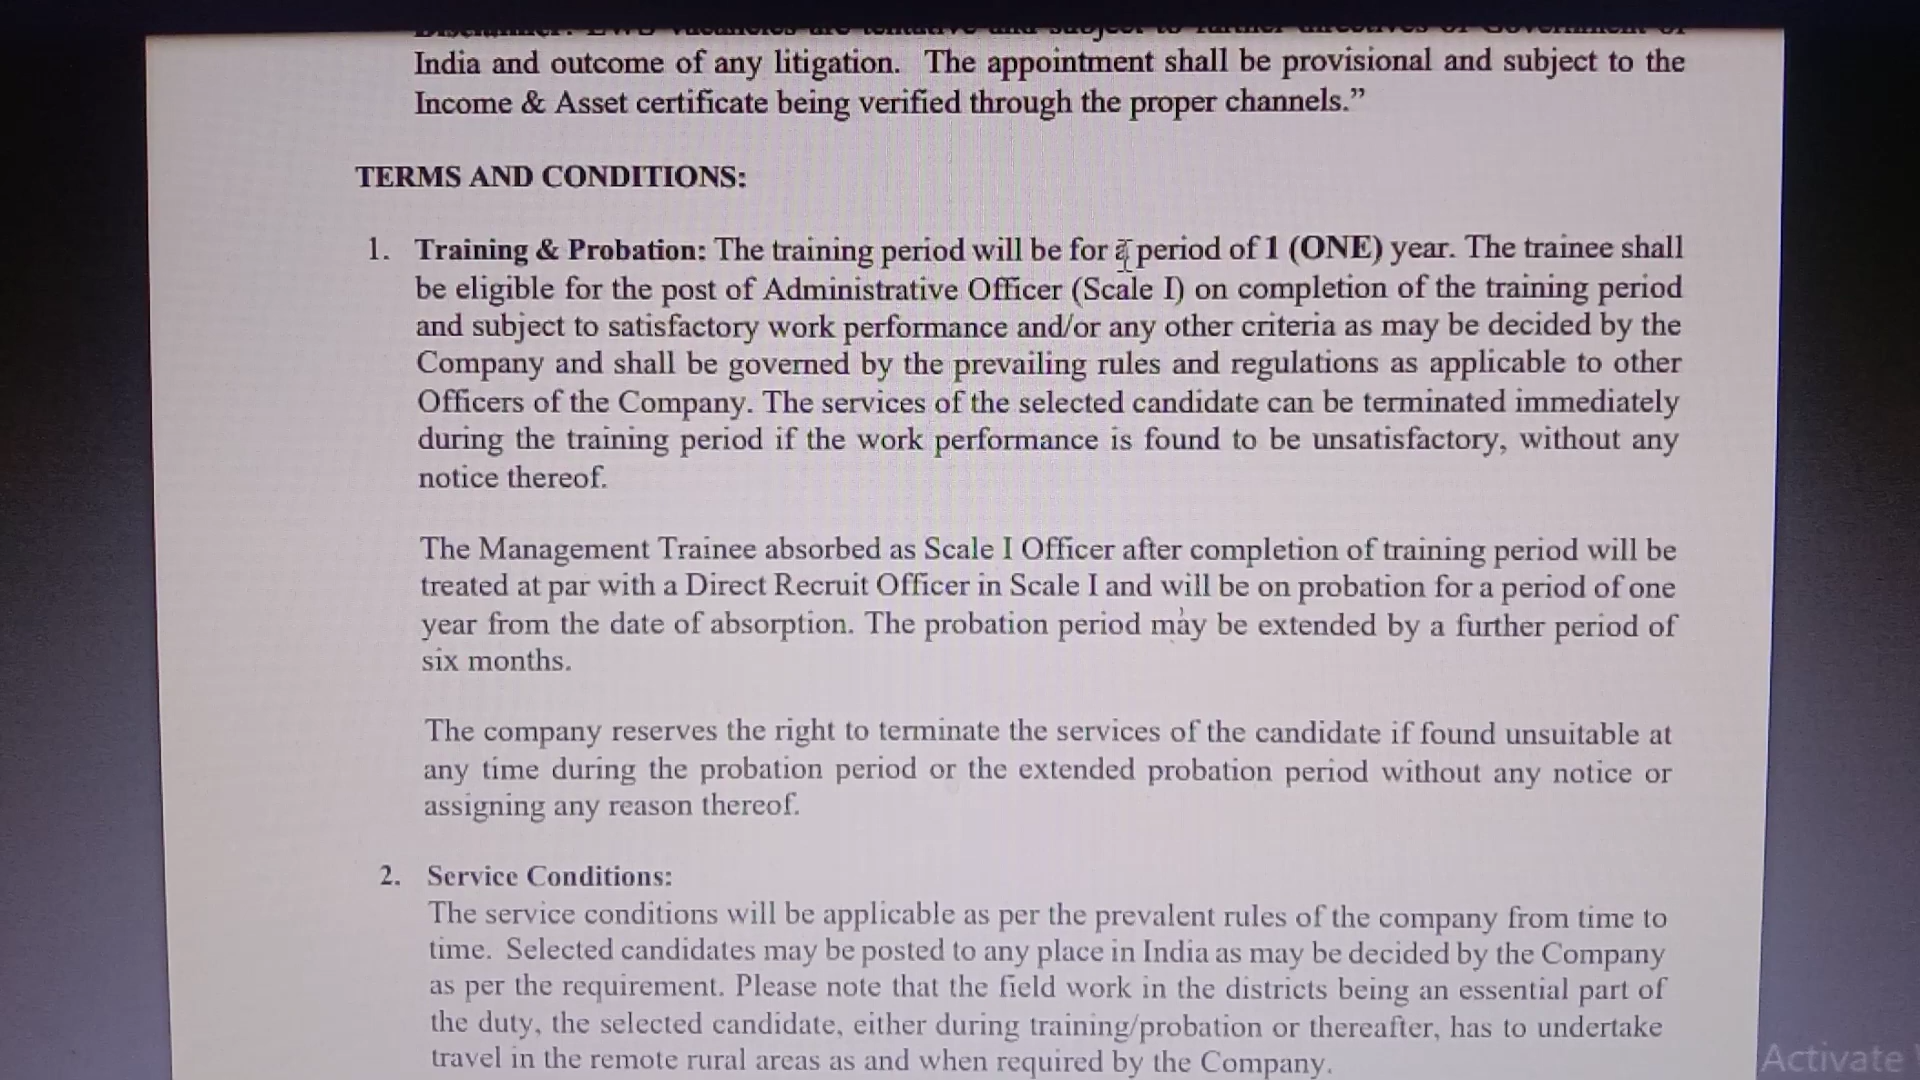 Disclaimer: EWS vacancies are tentative and subject to further directives of Government of
India and outcome of any litigation. The appointment shall be provisional and subject to the
Income & Asset certificate being verified through the proper channels.”
TERMS AND CONDITIONS:
1. Training & Probation: The training period will be for a period of 1 (ONE) year. The trainee shall
be eligible for the post of Administrative Officer (Scale I) on completion of the training period
and subject to satisfactory work performance and/or any other criteria as may be decided by the
Company and shall be governed by the prevailing rules and regulations as applicable to other
Officers of the Company. The services of the selected candidate can be terminated immediately
during the training period if the work performance is found to be unsatisfactory, without any
notice thereof.
The Management Trainee absorbed as Scale I Officer after completion of training period will be
treated at par with a Direct Recruit Officer in Scale I and will be on probation for a period of one
year from the date of absorption. The probation period may be extended by a further period of
six months.
The company reserves the right to terminate the services of the candidate if found unsuitable at
any time during the probation period or the extended probation period without any notice or
assigning any reason thereof.
2. Service Conditions:
The service conditions will be applicable as per the prevalent rules of the company from time to
time. Selected candidates may be posted to any place in India as may be decided by the Company
as per the requirement. Please note that the field work in the districts being an essential part of
the duty, the selected candidate, either during training/probation or thereafter, has to undertake
travel in the remote rural areas as and when required by the Company.
Activate